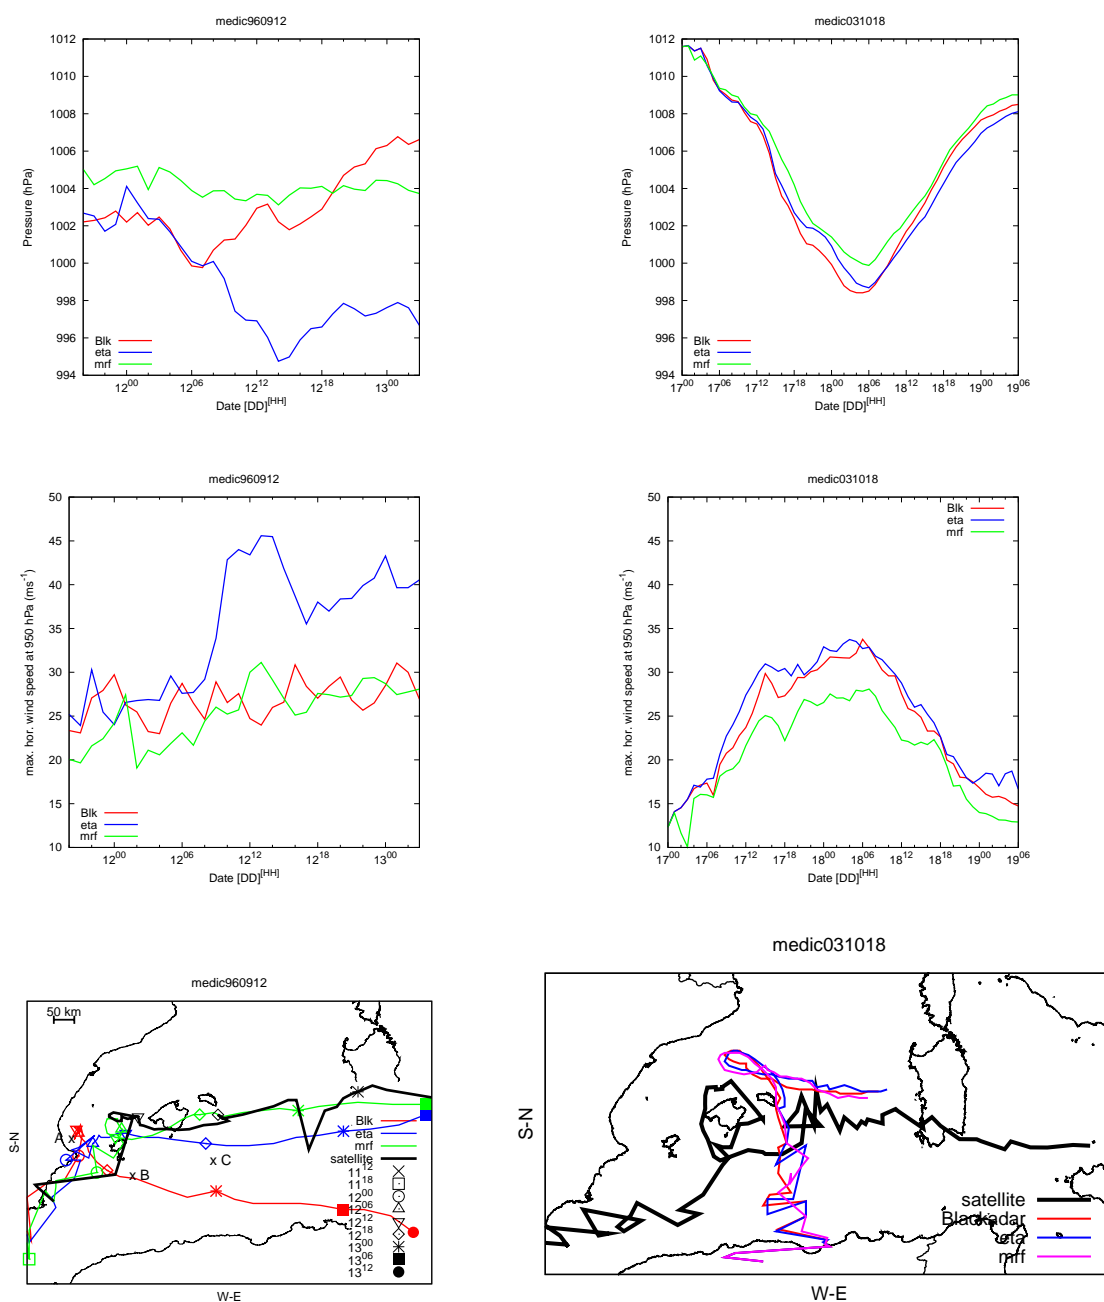 medic960912
1012
1010
1008
1006
1004
1002
1000
998
996
994
Pressure (hPa)
Blk
eta
mrf
12^00 12^06 12^12 12^18 13^00
Date [DD]^[HH]
medic031018
1012
1010
1008
1006
1004
1002
1000
998
996
994
Pressure (hPa)
Blk
eta
mrf
17^00 17^06 17^12 17^18 18^00 18^06 18^12 18^18 19^00 19^06
Date [DD]^[HH]
medic960912
50
45
40
35
30
25
20
15
10
max. hor. wind speed at 950 hPa (ms^-1)
Blk
eta
mrf
12^00 12^06 12^12 12^18 13^00
Date [DD]^[HH]
medic031018
50
45
40
35
30
25
20
15
10
max. hor. wind speed at 950 hPa (ms^-1)
Blk
eta
mrf
17^00 17^06 17^12 17^18 18^00 18^06 18^12 18^18 19^00 19^06
Date [DD]^[HH]
medic960912
50 km
S-N
A x
x B
x C
Blk
eta
mrf
satellite
11^12
11^18
12^00
12^06
12^12
12^18
13^00
13^06
13^12
W-E
medic031018
S-N
satellite
Blackadar
eta
mrf
W-E